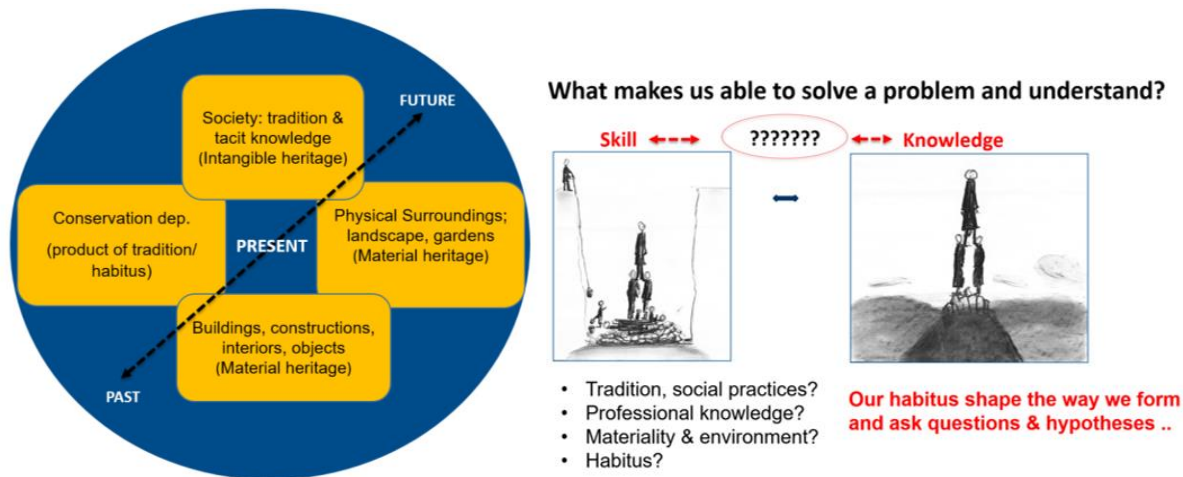 FUTURE
Society: tradition &
tacit knowledge
(Intangible heritage)
Conservation dep.
(product of tradition/
habitus)
PRESENT
Physical Surroundings;
landscape, gardens
(Material heritage)
Buildings, constructions,
interiors, objects
(Material heritage)
PAST
What makes us able to solve a problem and understand?
Skill
???????
Knowledge
• Tradition, social practices?
• Professional knowledge?
• Materiality & environment?
• Habitus?
Our habitus shape the way we form
and ask questions & hypotheses ..